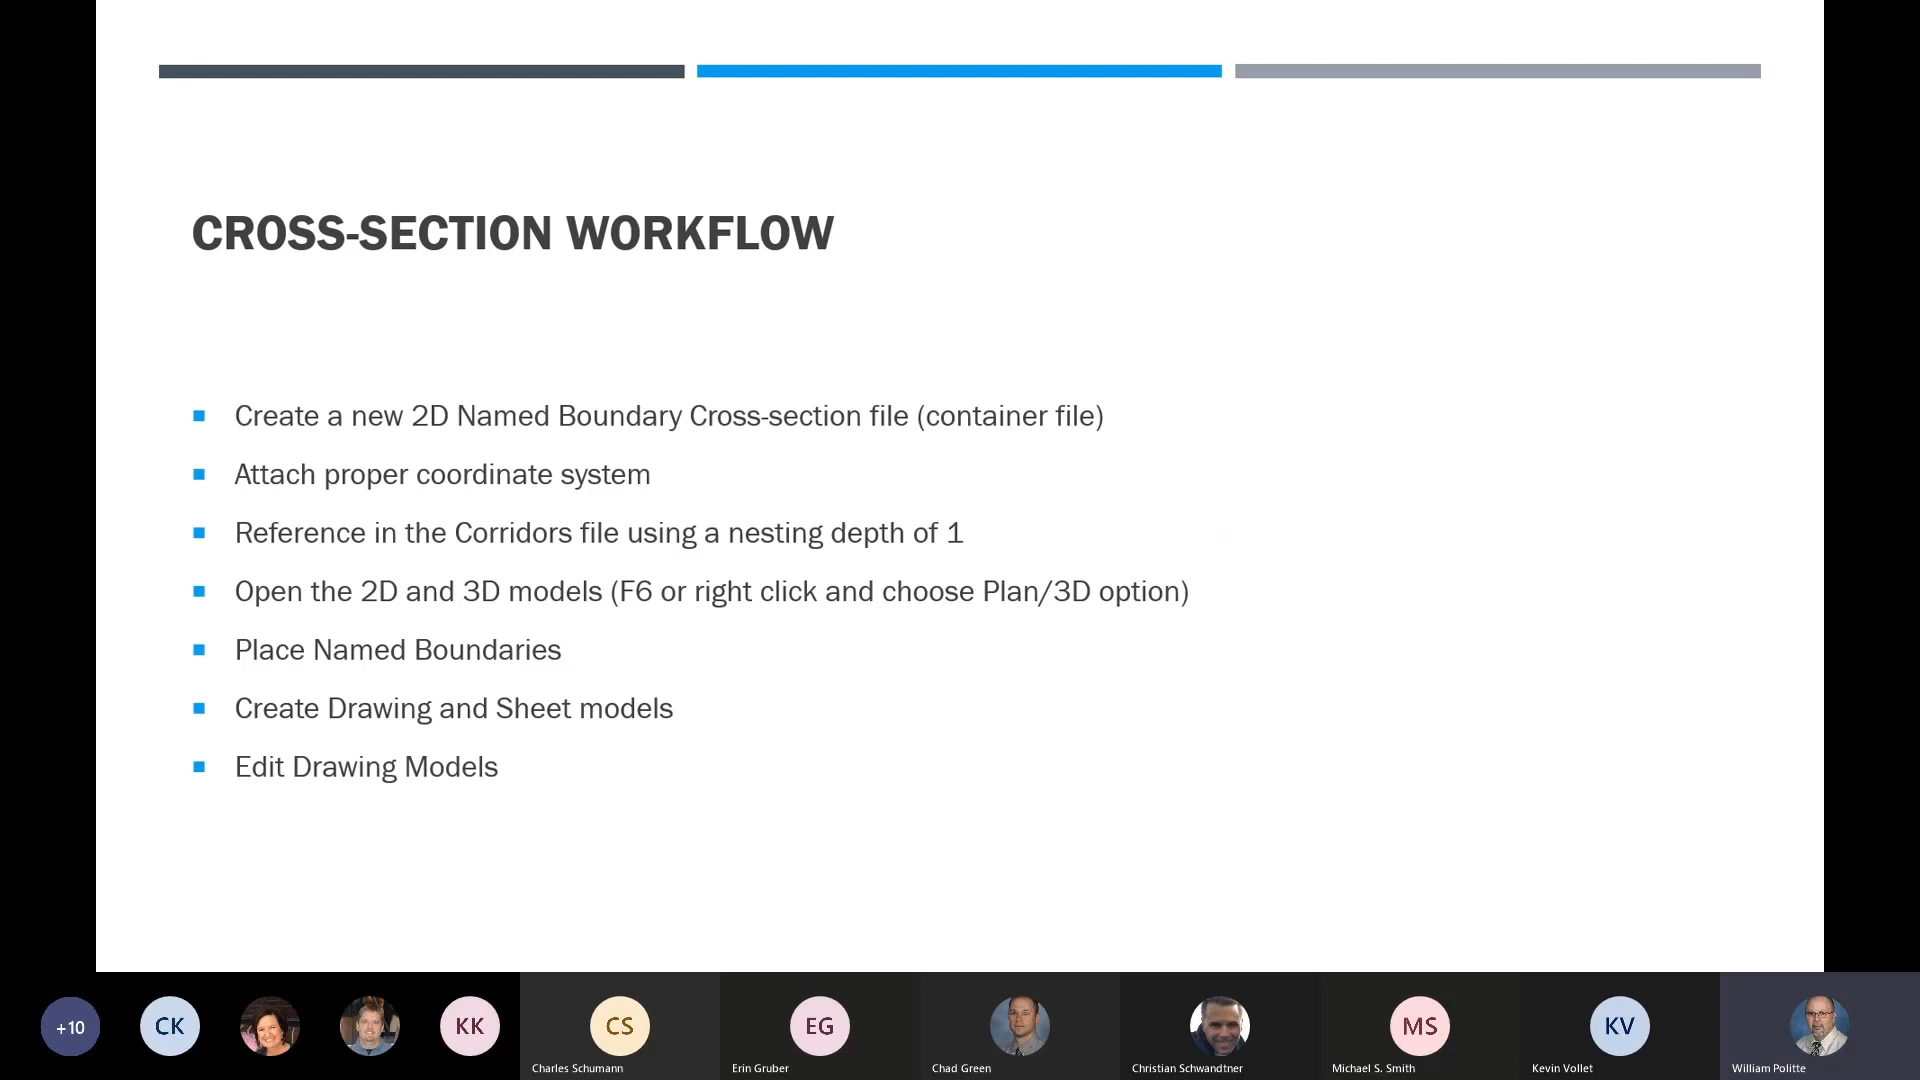 CROSS-SECTION WORKFLOW
Create a new 2D Named Boundary Cross-section file (container file)
Attach proper coordinate system
Reference in the Corridors file using a nesting depth of 1
Open the 2D and 3D models (F6 or right click and choose Plan/3D option)
Place Named Boundaries
Create Drawing and Sheet models
Edit Drawing Models
+10
CK
KK
CS
EG
MS
KV
Charles Schumann
Erin Gruber
Chad Green
Christian Schwandtner
Michael S. Smith
Kevin Vollet
William Politte